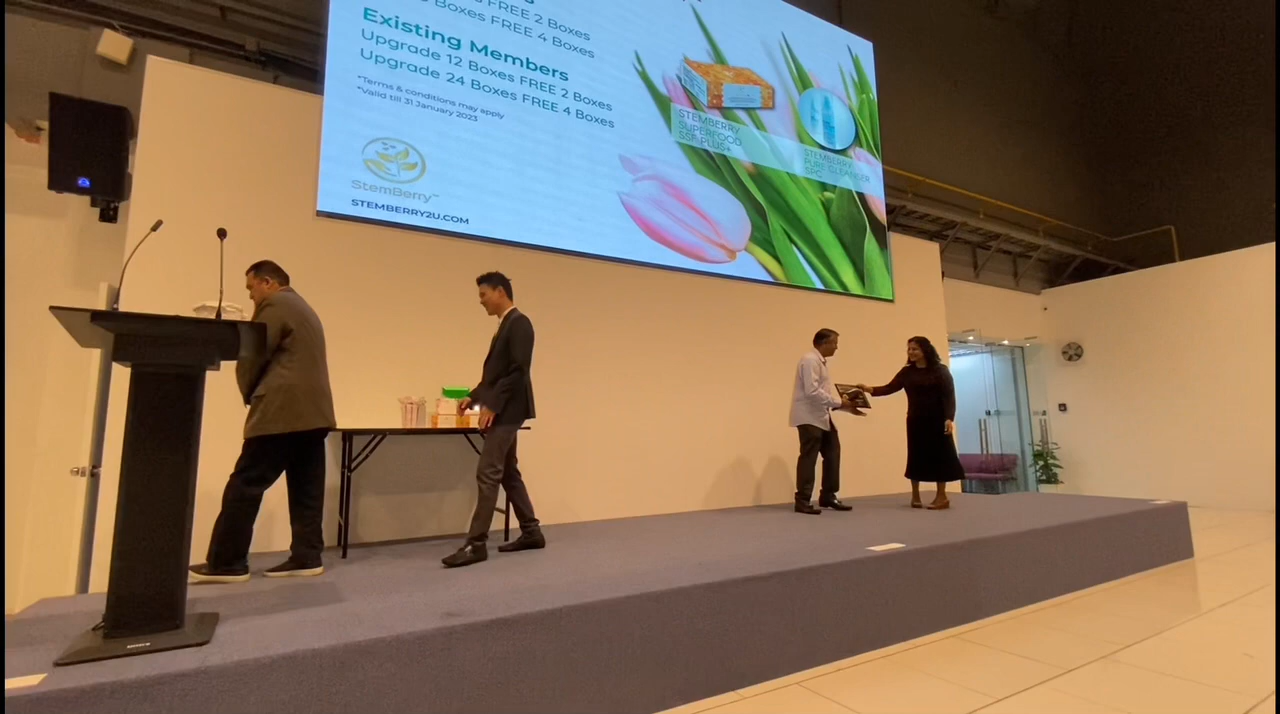 FREE 2 Boxes
Boxes FREE 4 Boxes
Existing Members
Upgrade 12 Boxes FREE 2 Boxes
Upgrade 24 Boxes FREE 4 Boxes
*Terms & conditions may apply
*Valid till 31 January 2023
StemBerry™
STEMBERRY2U.COM
STEMBERRY
SUPERFOOD
SSF PLUS+
STEMBERRY
PURE CLEANSER
SPC